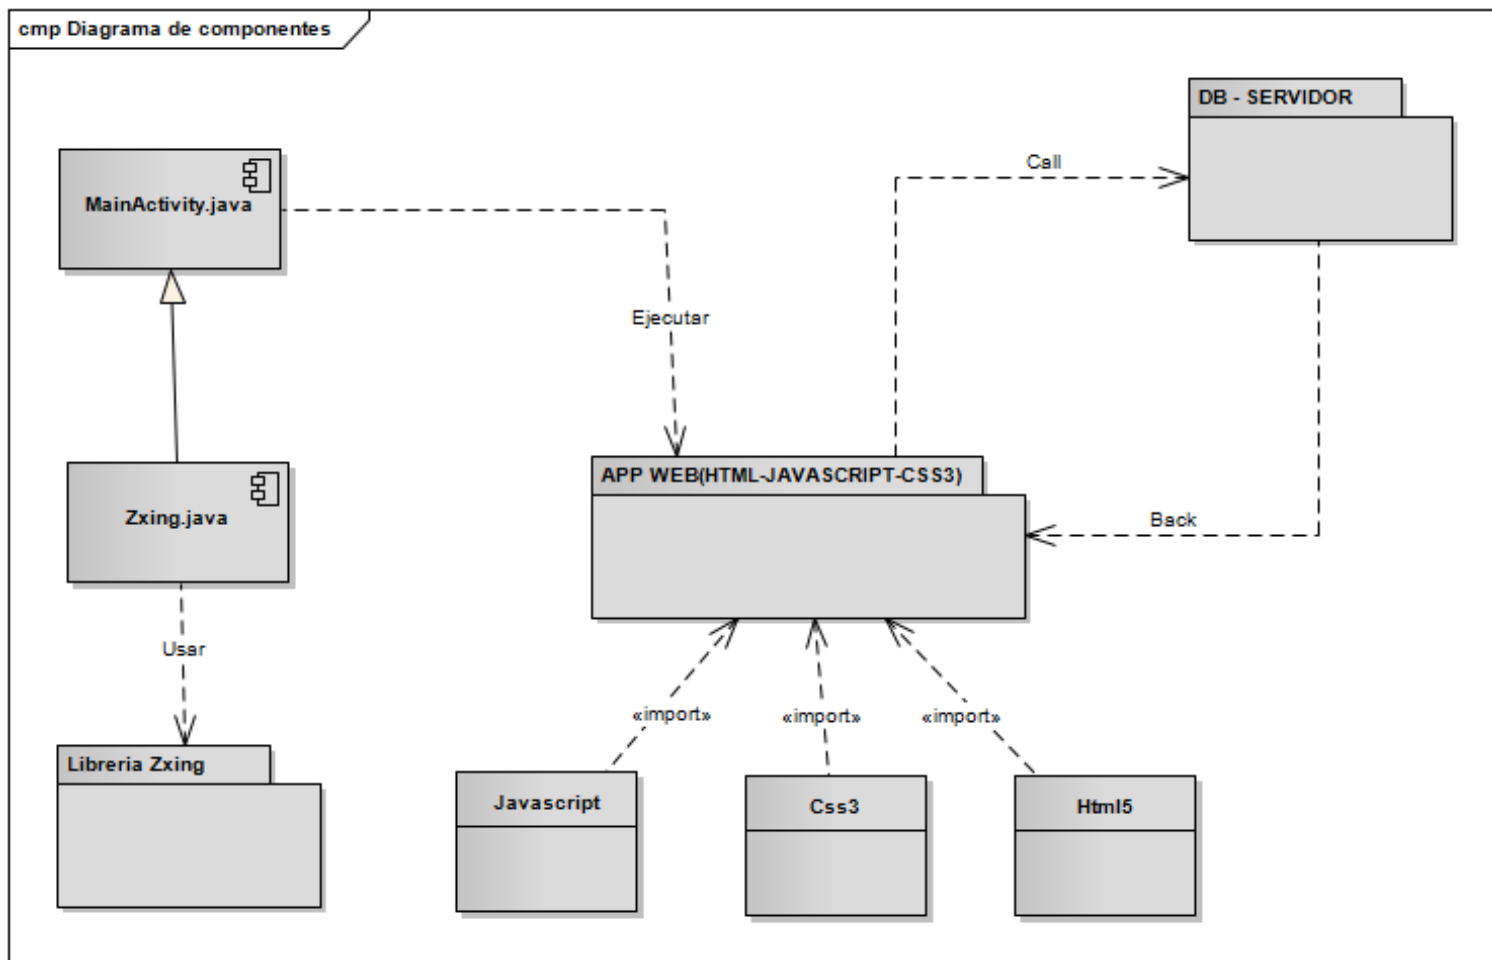 cmp Diagrama de componentes
DB - SERVIDOR
Call
MainActivity.java
Ejecutar
APP WEB(HTML-JAVASCRIPT-CSS3)
Zxing.java
Back
Usar
«import»
«import»
«import»
Libreria Zxing
Javascript
Css3
Html5